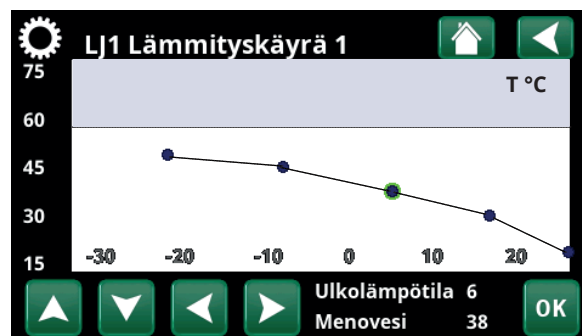 LJ1 Lämmityskäyrä 1
75
T °C
60
45
30
15
-30 -20 -10 0 10 20
Ulkolämpötila 6
Menovesi 38
OK